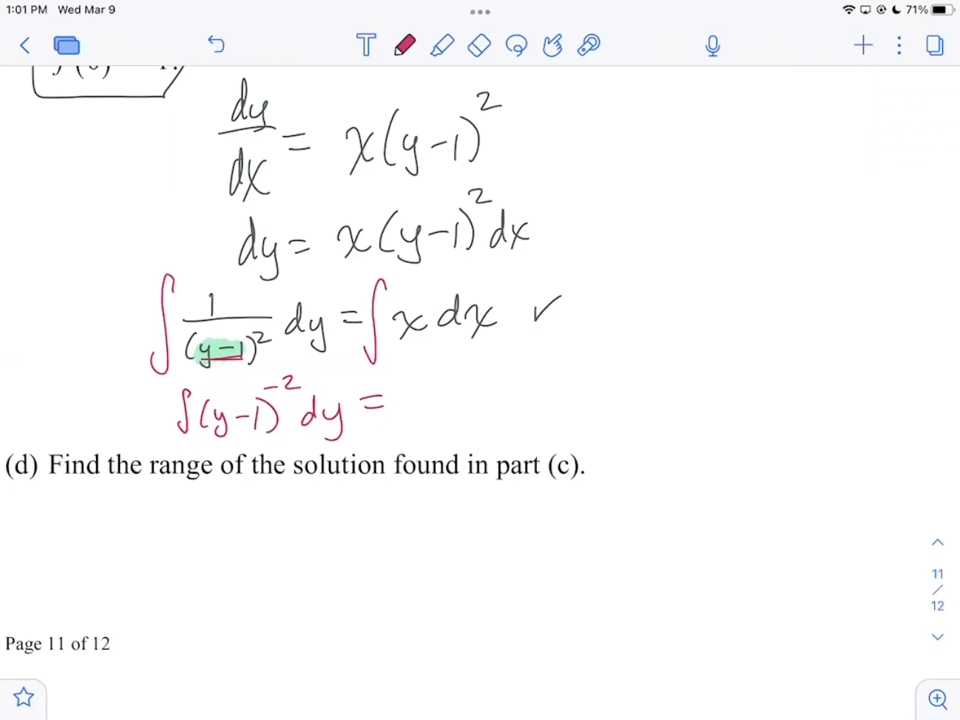 1:01 PM Wed Mar 9
71%
T
dy/dx = x(y-1)²
dy = x(y-1)² dx
∫ 1/(y-1)² dy = ∫ x dx ✓
∫(y-1)⁻² dy =
(d) Find the range of the solution found in part (c).
11
/
12
Page 11 of 12